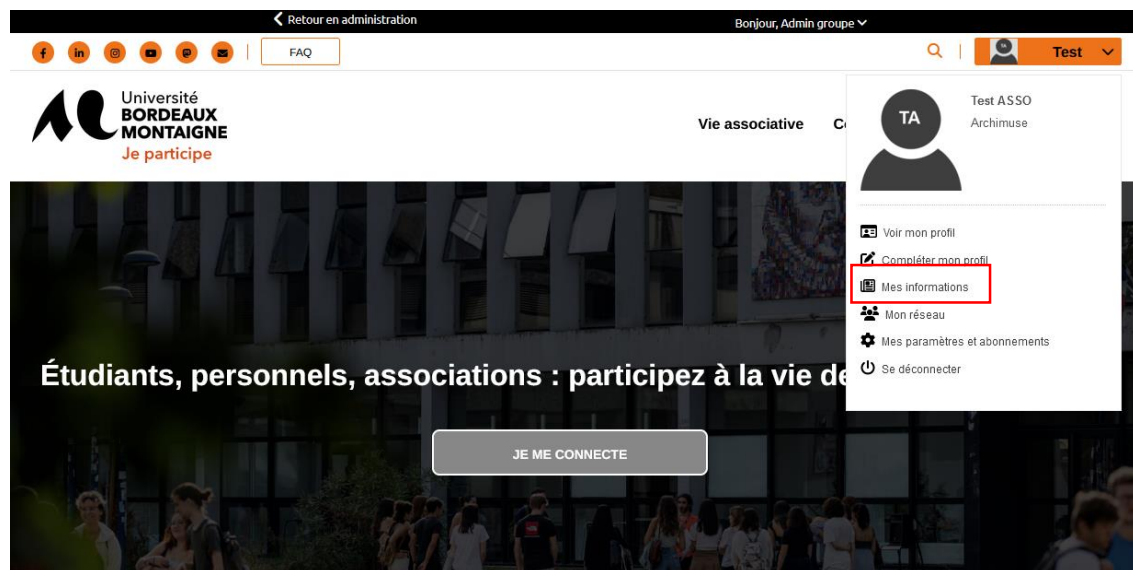 Retour en administration
Bonjour, Admin groupe
FAQ
Test
Université
BORDEAUX
MONTAIGNE
Je participe
Vie associative
TA
Test ASSO
Archimuse
Voir mon profil
Compléter mon profil
Mes informations
Mon réseau
Mes paramètres et abonnements
Se déconnecter
Étudiants, personnels, associations : participez à la vie de
JE ME CONNECTE